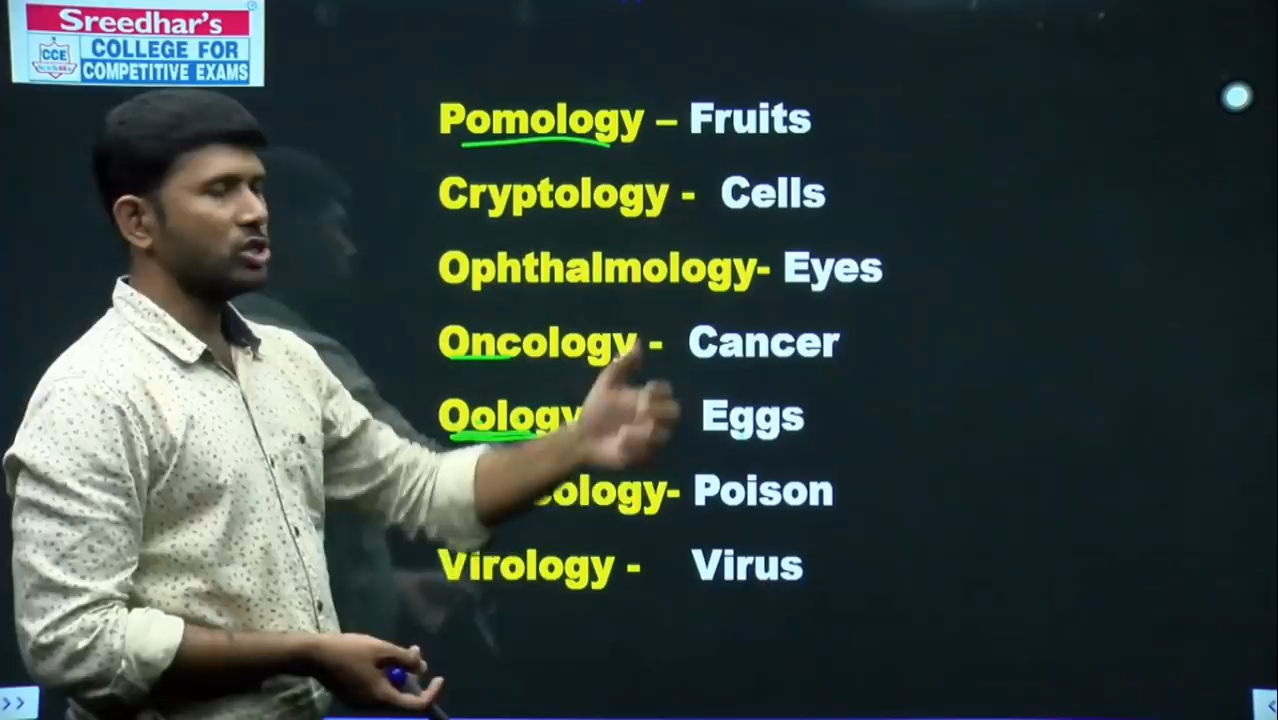 Sreedhar's
CCE
COLLEGE FOR
COMPETITIVE EXAMS
Pomology – Fruits
Cryptology - Cells
Ophthalmology- Eyes
Oncology - Cancer
Oology Eggs
Poison
Virology - Virus
>>
<